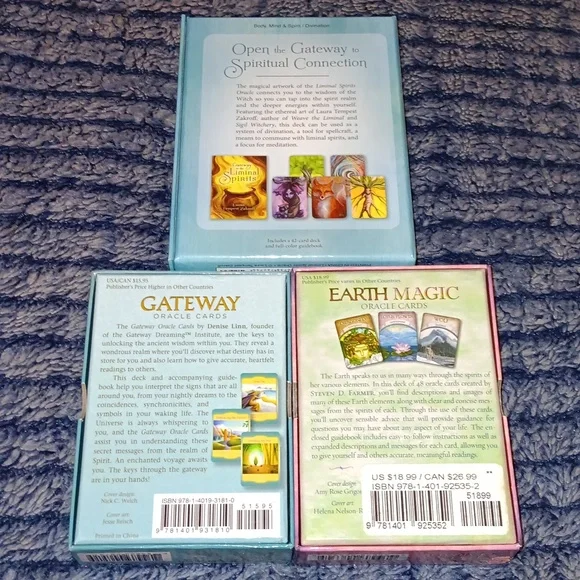 Body, Mind & Spirit / Divination
Open the Gateway to
Spiritual Connection
The magical artwork of the Liminal Spirits
Oracle connects you to the wisdom of the
Witch so you can tap into the spirit realm
and the deeper energies within yourself.
Featuring the ethereal art of Laura Tempest
Zakroff, author of Weave the Liminal and
Sigil Witchery, this deck can be used as a
system of divination, a tool for spellcraft, a
means to commune with liminal spirits, and
a focus for meditation.
Liminal
Spirits
Includes a 42-card deck
and full-color guidebook
USA/CAN $15.95
Publisher's Price Higher in Other Countries
GATEWAY
ORACLE CARDS
The Gateway Oracle Cards by Denise Linn, founder
of the Gateway Dreaming™ Institute, are the keys to
unlocking the ancient wisdom within you. They reveal a
wondrous realm where you'll discover what destiny has in
store for you and also learn how to give accurate, heartfelt
readings to others.
This deck and accompanying guide-
book help you interpret the signs that are all
around you, from your nightly dreams to the
coincidences, synchronicities, and
symbols in your waking life. The
Universe is always whispering to
you, and the Gateway Oracle Cards
assist you in understanding these
secret messages from the realm of
Spirit. An enchanted voyage awaits
you. The keys through the gateway
are in your hands!
Cover design:
Nick C. Welch
Cover art:
Printed in China
ISBN 978-1-4019-3181-0
51595
9 781401 931810
USA $18.99
Publisher's Price varies in Other Countries
EARTH MAGIC
ORACLE CARDS
The Earth speaks to us in many ways through the spirits of
her various elements. In this deck of 48 oracle cards created by
STEVEN D. FARMER, you'll find descriptions and images of
many of these Earth elements along with clear and concise mes-
sages from the spirits of each. Through the use of these cards,
you'll uncover sensible advice that will provide guidance for
questions you may have about any aspect of your life. The en-
closed guidebook includes easy-to-follow instructions as well as
expanded descriptions and messages for each card, allowing you
to give yourself and others accurate, meaningful readings.
Cover design:
Amy Rose Grigo
Cover art:
Helena Nelson-R
US $18.99 / CAN $26.99
ISBN 978-1-401-92535-2
51899
9 781401 925352